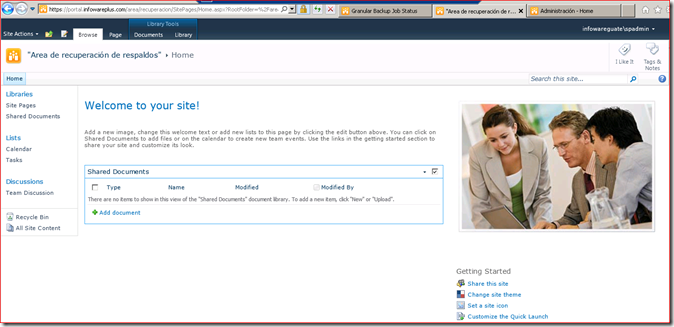 https://portal.infowareplus.com/area/recuperacion/SitePages/Home.aspx?RootFolder=%2Fare
Granular Backup Job Status
"Area de recuperación de res...
Administración - Home
Library Tools
Site Actions
Browse
Page
Documents
Library
infowareguate\spadmin
"Area de recuperación de respaldos" › Home
I Like It
Tags & Notes
Home
Search this site...
Libraries
Site Pages
Shared Documents
Lists
Calendar
Tasks
Discussions
Team Discussion
Recycle Bin
All Site Content
Welcome to your site!
Add a new image, change this welcome text or add new lists to this page by clicking the edit button above. You can click on
Shared Documents to add files or on the calendar to create new team events. Use the links in the getting started section to
share your site and customize its look.
Shared Documents
Type Name Modified Modified By
There are no items to show in this view of the "Shared Documents" document library. To add a new item, click "New" or "Upload".
Add document
Getting Started
Share this site
Change site theme
Set a site icon
Customize the Quick Launch